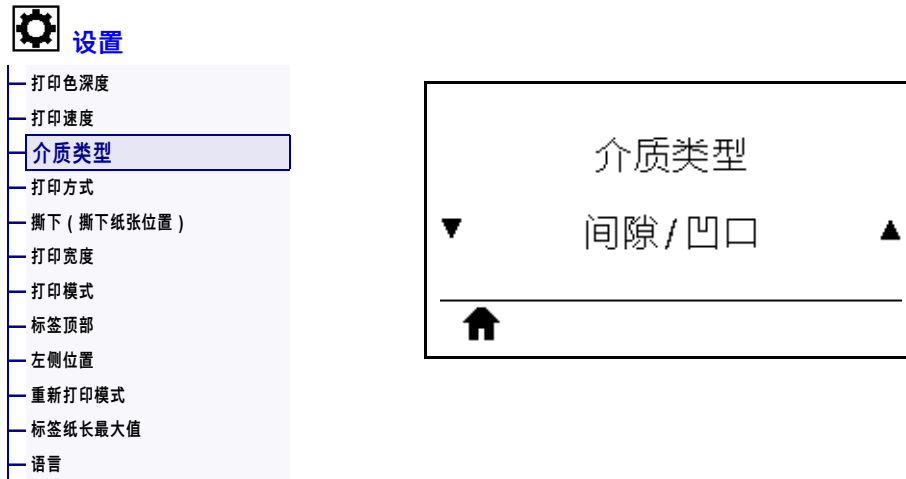 设置
打印色深度
打印速度
介质类型
打印方式
撕下（撕下纸张位置）
打印宽度
打印模式
标签顶部
左侧位置
重新打印模式
标签纸长最大值
语言
介质类型
间隙/凹口